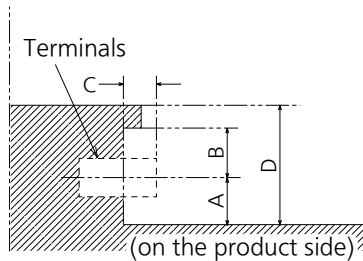 Terminals
C
B
D
A
(on the product side)